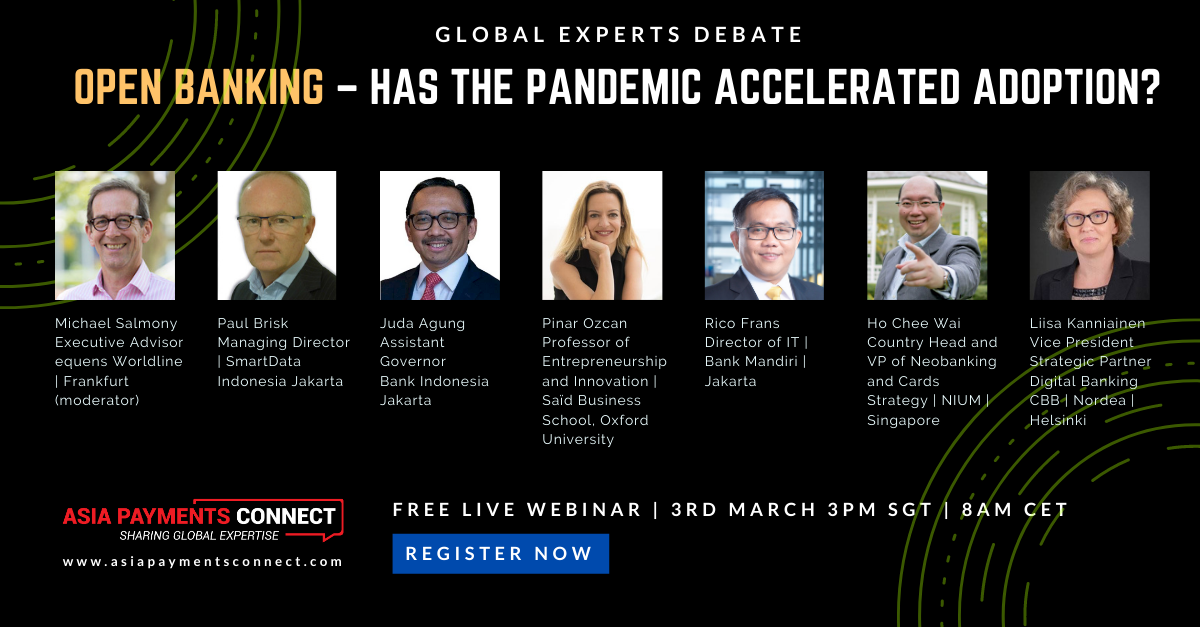 GLOBAL EXPERTS DEBATE
OPEN BANKING – HAS THE PANDEMIC ACCELERATED ADOPTION?
Michael Salmony
Executive Advisor
equens Worldline
| Frankfurt
(moderator)
Paul Brisk
Managing Director
| SmartData
Indonesia Jakarta
Juda Agung
Assistant
Governor
Bank Indonesia
Jakarta
Pinar Ozcan
Professor of
Entrepreneurship
and Innovation |
Saïd Business
School, Oxford
University
Rico Frans
Director of IT |
Bank Mandiri |
Jakarta
Ho Chee Wai
Country Head and
VP of Neobanking
and Cards
Strategy | NIUM |
Singapore
Liisa Kanniainen
Vice President
Strategic Partner
Digital Banking
CBB | Nordea |
Helsinki
ASIA PAYMENTS CONNECT
SHARING GLOBAL EXPERTISE
www.asiapaymentsconnect.com
FREE LIVE WEBINAR | 3RD MARCH 3PM SGT | 8AM CET
REGISTER NOW